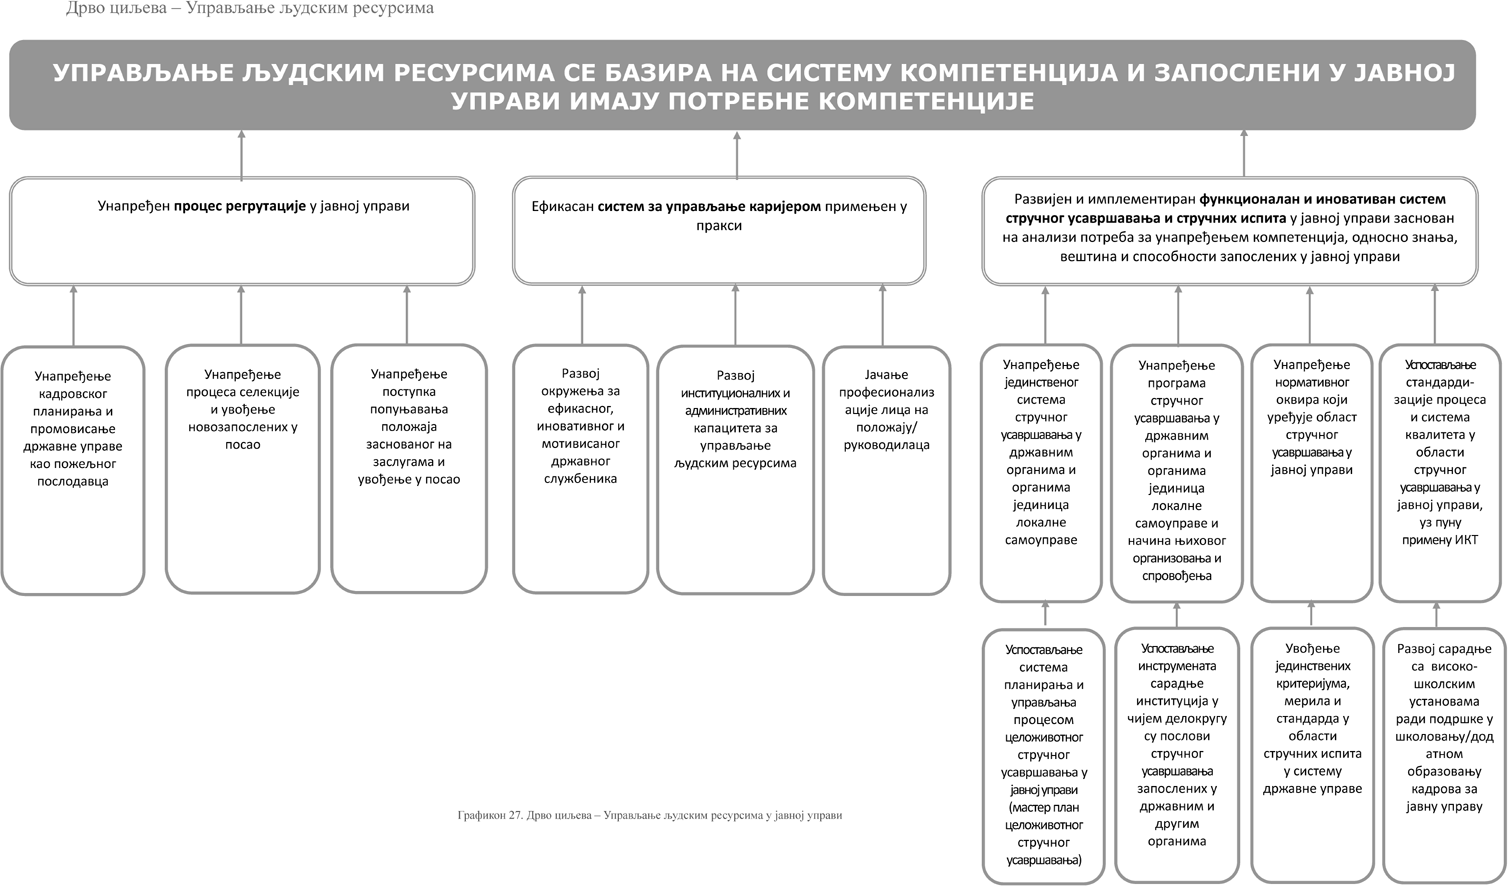 Дрво циљева – Управљање људским ресурсима
УПРАВЉАЊЕ ЉУДСКИМ РЕСУРСИМА СЕ БАЗИРА НА СИСТЕМУ КОМПЕТЕНЦИЈА И ЗАПОСЛЕНИ У ЈАВНОЈ
УПРАВИ ИМАЈУ ПОТРЕБНЕ КОМПЕТЕНЦИЈЕ
Унапређен процес регрутације у јавној управи
Ефикасан систем за управљање каријером примењен у
пракси
Развијен и имплементиран функционалан и иновативан систем
стручног усавршавања и стручних испита у јавној управи заснован
на анализи потреба за унапређењем компетенција, односно знања,
вештина и способности запослених у јавној управи
Унапређење
кадровског
планирања и
промовисање
државне управе
као пожељног
послодавца
Унапређење
процеса селекције
и увођење
новозапослених у
посао
Унапређење
поступка
попуњавања
положаја
заснованог на
заслугама и
увођење у посао
Развој
окружења за
ефикасног,
иновативног и
мотивисаног
државног
службеника
Развој
институционалних и
административних
капацитета за
управљање
људским ресурсима
Јачање
професионализ
ације лица на
положају/
руководилаца
Унапређење
јединственог
система
стручног
усавршавања у
државним
органима и
органима
јединица
локалне
самоуправе
Унапређење
програма
стручног
усавршавања у
државним
органима и
органима
јединица
локалне
самоуправе и
начина њиховог
организовања и
спровођења
Унапређење
нормативног
оквира који
уређује област
стручног
усавршавања у
јавној управи
Успостављање
стандарди-
зације процеса
и система
квалитета у
области
стручног
усавршавања у
јавној управи,
уз пуну
примену ИКТ
Успостављање
система
планирања и
управљања
процесом
целоживотног
стручног
усавршавања у
јавној управи
(мастер план
целоживотног
стручног
усавршавања)
Успостављање
инструмената
сарадње
институција у
чијем делокругу
су послови
стручног
усавршавања
запослених у
државним и
другим
органима
Увођење
јединствених
критеријума,
мерила и
стандарда у
области
стручних испита
у систему
државне управе
Развој сарадње
са високо-
школским
установама
ради подршке у
школовању/дод
атном
образовању
кадрова за
јавну управу
Графикон 27. Дрво циљева – Управљање људским ресурсима у јавној управи